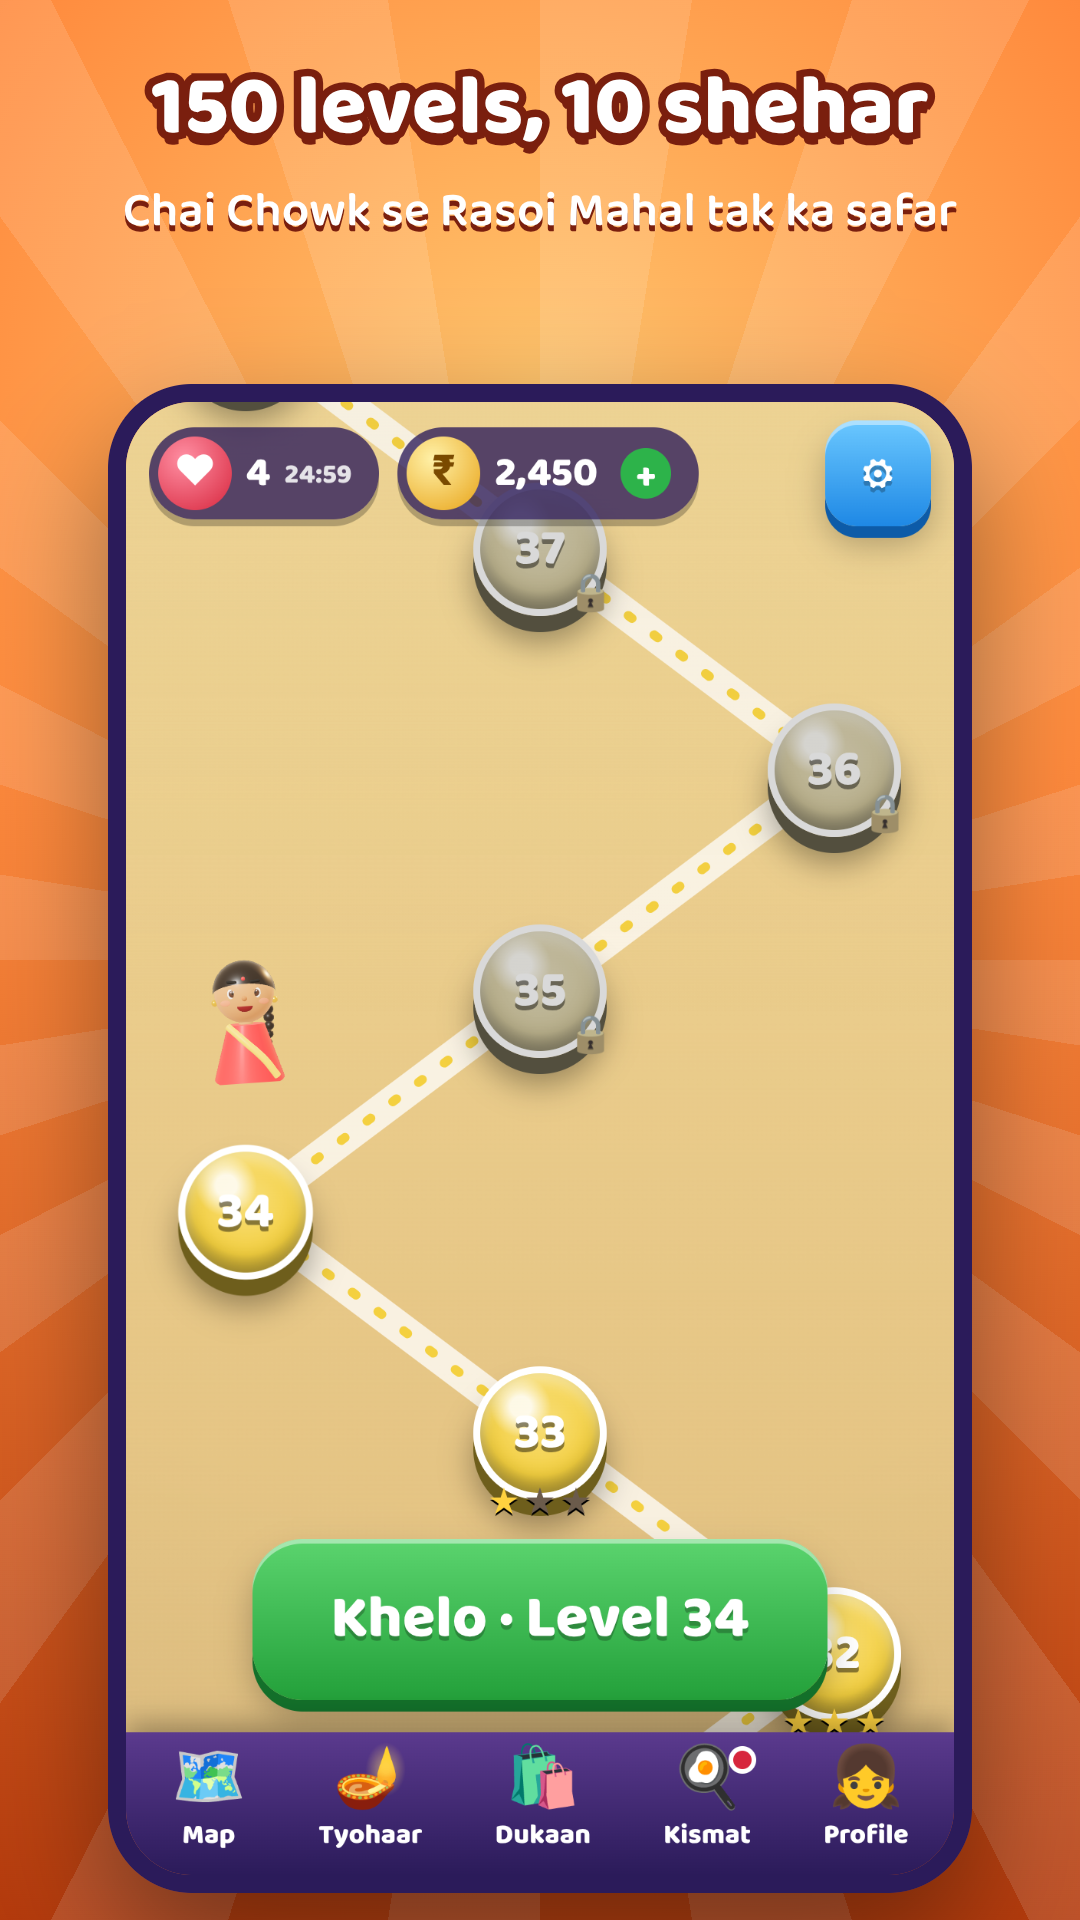 150 levels, 10 shehar
Chai Chowk se Rasoi Mahal tak ka safar
4 24:59
₹ 2,450 +
37
36
35
34
33
Khelo · Level 34
32
Map
Tyohaar
Dukaan
Kismat
Profile